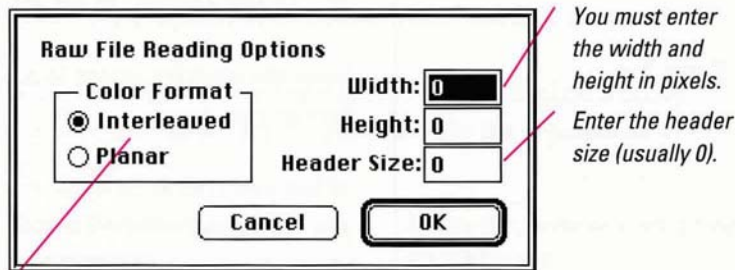 Raw File Reading Options
Color Format
Interleaved
Planar
Width: 0
Height: 0
Header Size: 0
Cancel
OK
You must enter
the width and
height in pixels.
Enter the header
size (usually 0).